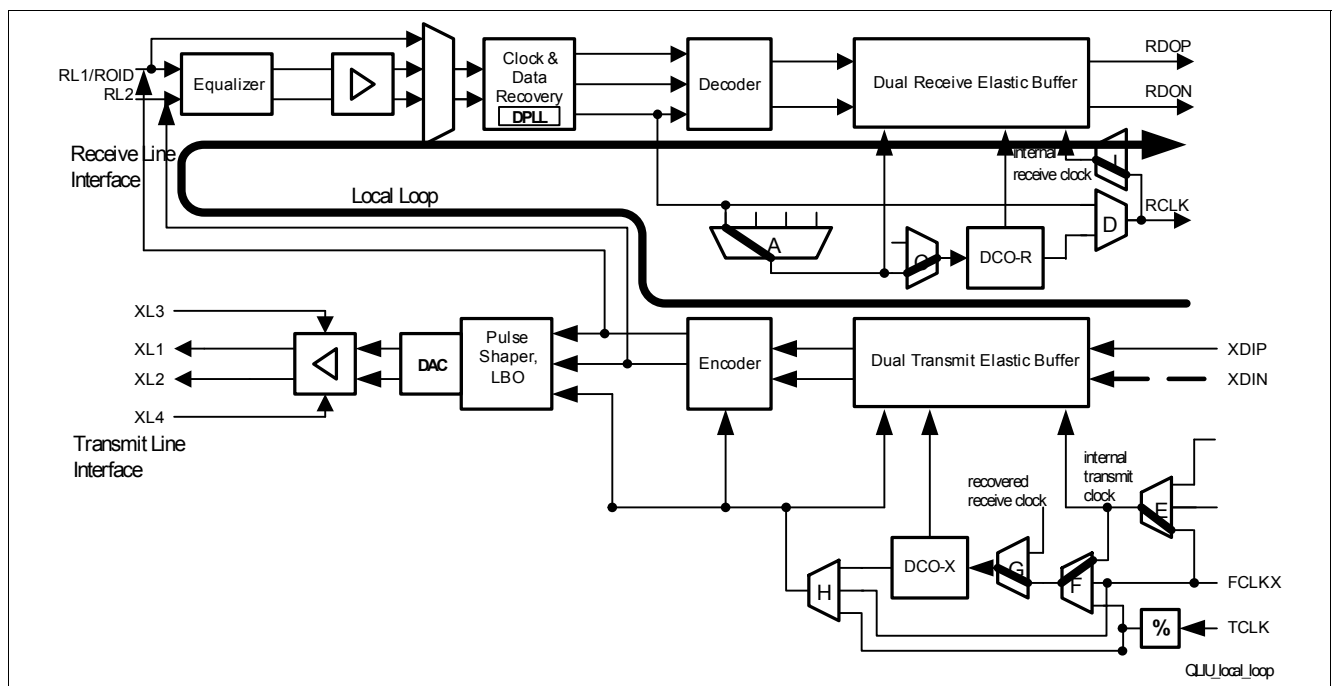 RL1/ROID
RL2
Equalizer
Clock &
Data
Recovery
DPLL
Decoder
Dual Receive Elastic Buffer
RDOP
RDON
Receive Line
Interface
Local Loop
internal
receive clock
I
A
C
DCO-R
D
RCLK
XL3
XL1
XL2
XL4
Transmit Line
Interface
DAC
Pulse
Shaper,
LBO
Encoder
Dual Transmit Elastic Buffer
XDIP
XDIN
recovered
receive clock
internal
transmit
clock
E
DCO-X
G
F
H
FCLKX
%
TCLK
QLIU_local_loop